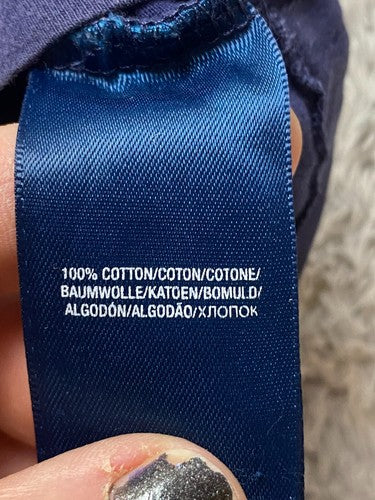 100% COTTON/COTON/COTONE/
BAUMWOLLE/KATOEN/BOMULD/
ALGODÓN/ALGODÃO/ХЛОПОК